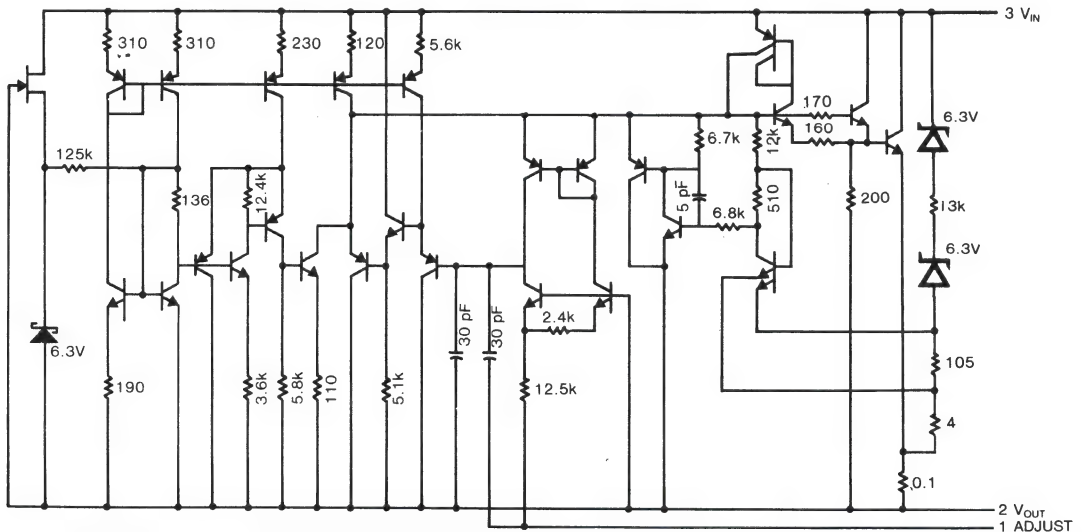 3 V_IN
310
310
230
120
5.6k
125k
136
12.4k
6.7k
12k
170
160
6.3V
5 pF
510
6.8k
200
13k
6.3V
6.3V
30 pF
30 pF
2.4k
190
3.6k
5.8k
110
5.1k
12.5k
105
4
0.1
2 V_OUT
1 ADJUST